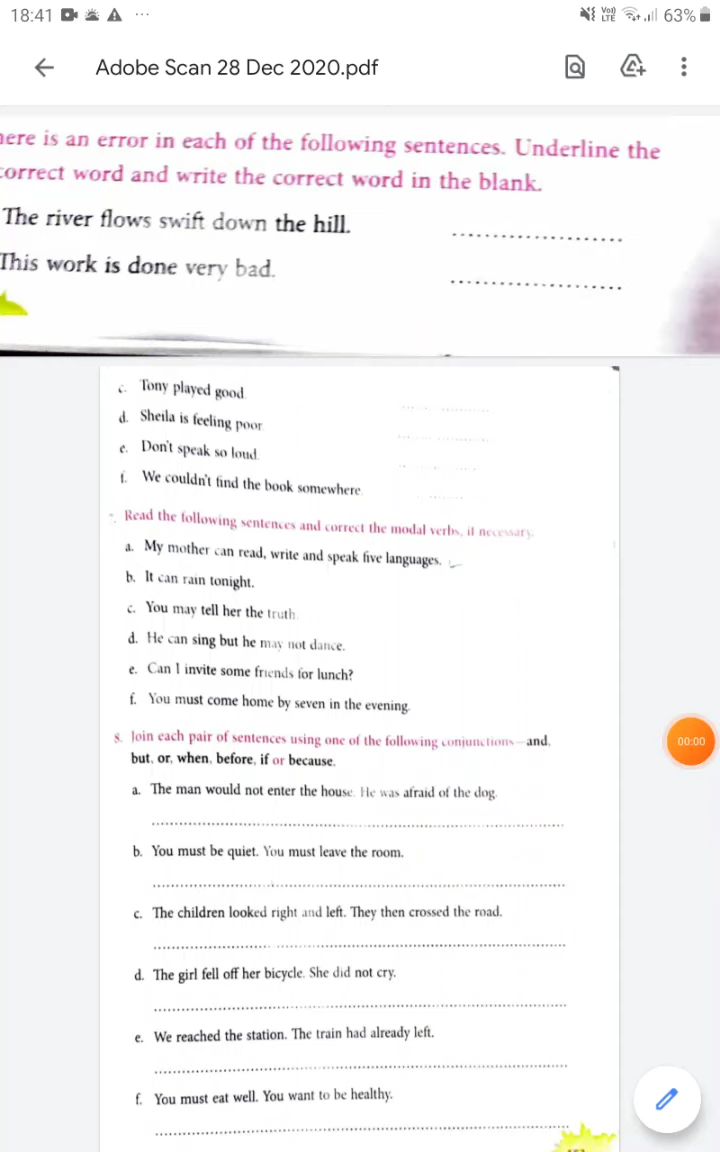 18:41 ...
Vo))
LTE 63%
Adobe Scan 28 Dec 2020.pdf
is an error in each of the following sentences. Underline the
word and write the correct word in the blank.
The river flows swift down the hill.
This work is done very bad.
c. Tony played good.
d. Sheila is feeling poor
e. Don't speak so loud.
f. We couldn't find the book somewhere.
Read the following sentences and correct the modal verbs, if necessary.
a. My mother can read, write and speak five languages.
b. It can rain tonight.
c. You may tell her the truth.
d. He can sing but he may not dance.
e. Can I invite some friends for lunch?
f. You must come home by seven in the evening.
8. Join each pair of sentences using one of the following conjunctions—and,
but, or, when, before, if or because.
a. The man would not enter the house. He was afraid of the dog.
b. You must be quiet. You must leave the room.
c. The children looked right and left. They then crossed the road.
d. The girl fell off her bicycle. She did not cry.
e. We reached the station. The train had already left.
f. You must eat well. You want to be healthy.
00:00